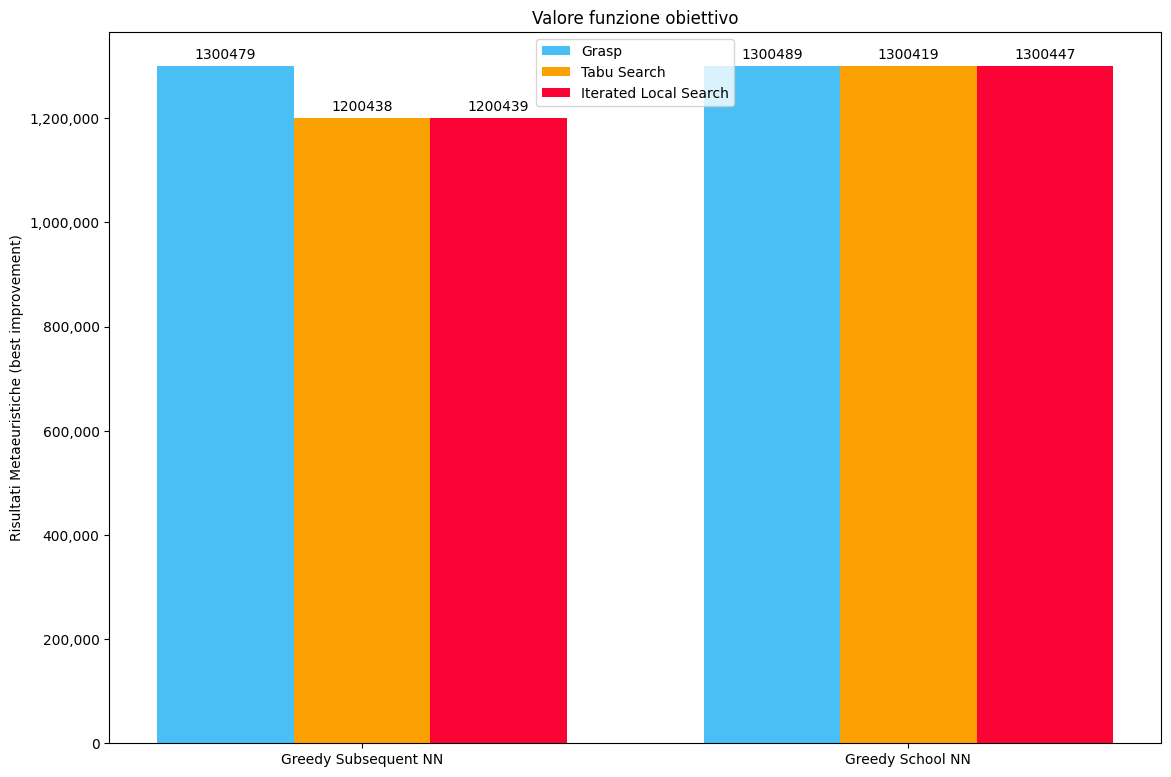 Valore funzione obiettivo
Grasp
Tabu Search
Iterated Local Search
1300479
1200438
1200439
1300489
1300419
1300447
Risultati Metaeuristiche (best improvement)
1,200,000
1,000,000
800,000
600,000
400,000
200,000
0
Greedy Subsequent NN
Greedy School NN